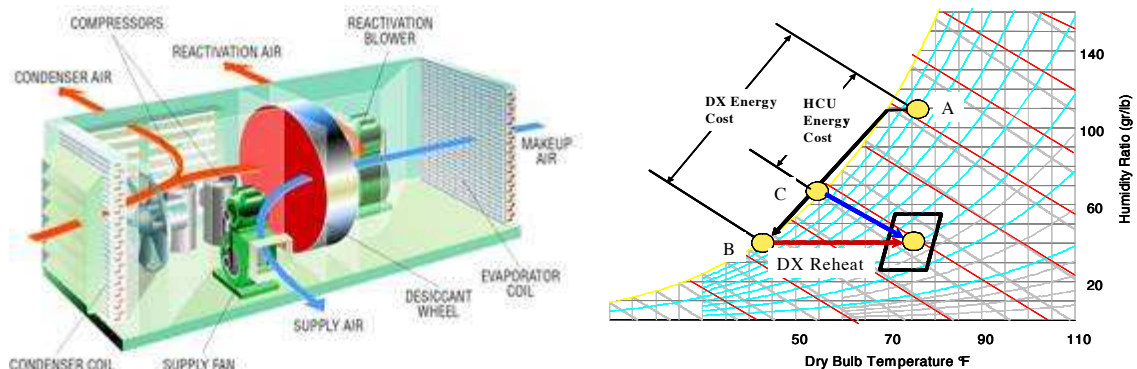 COMPRESSORS
REACTIVATION
BLOWER
REACTIVATION AIR
CONDENSER AIR
MAKEUP
AIR
EVAPORATOR
COIL
DESICCANT
WHEEL
SUPPLY AIR
CONDENSER COIL
SUPPLY FAN
DX Energy
Cost
HCU
Energy
Cost
A
C
B
DX Reheat
140
100
60
20
Humidity Ratio (gr/lb)
50
70
90
110
Dry Bulb Temperature °F